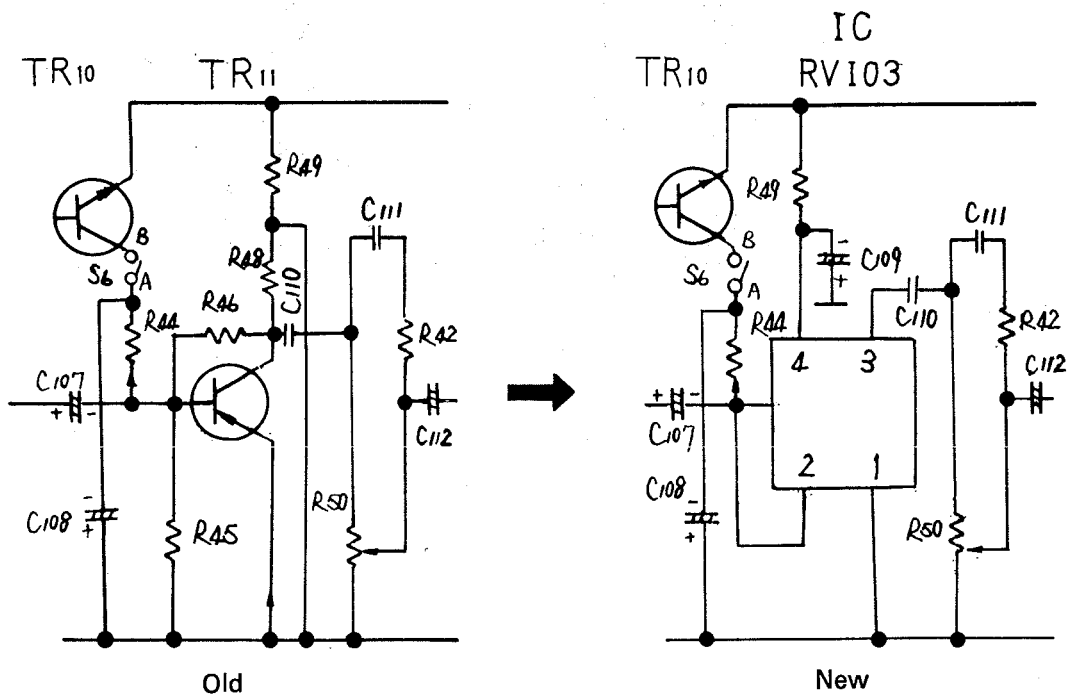 TR10
TR11
R49
C111
B
S6
A
R48
C110
R46
R44
R42
C107
+
-
C112
-
C108
+
R45
R50
Old
IC
TR10
RV103
R49
C111
B
-
S6
C109
A
+
R44
C110
R42
4
3
C112
+
-
C107
2
1
C108
-
+
R50
New